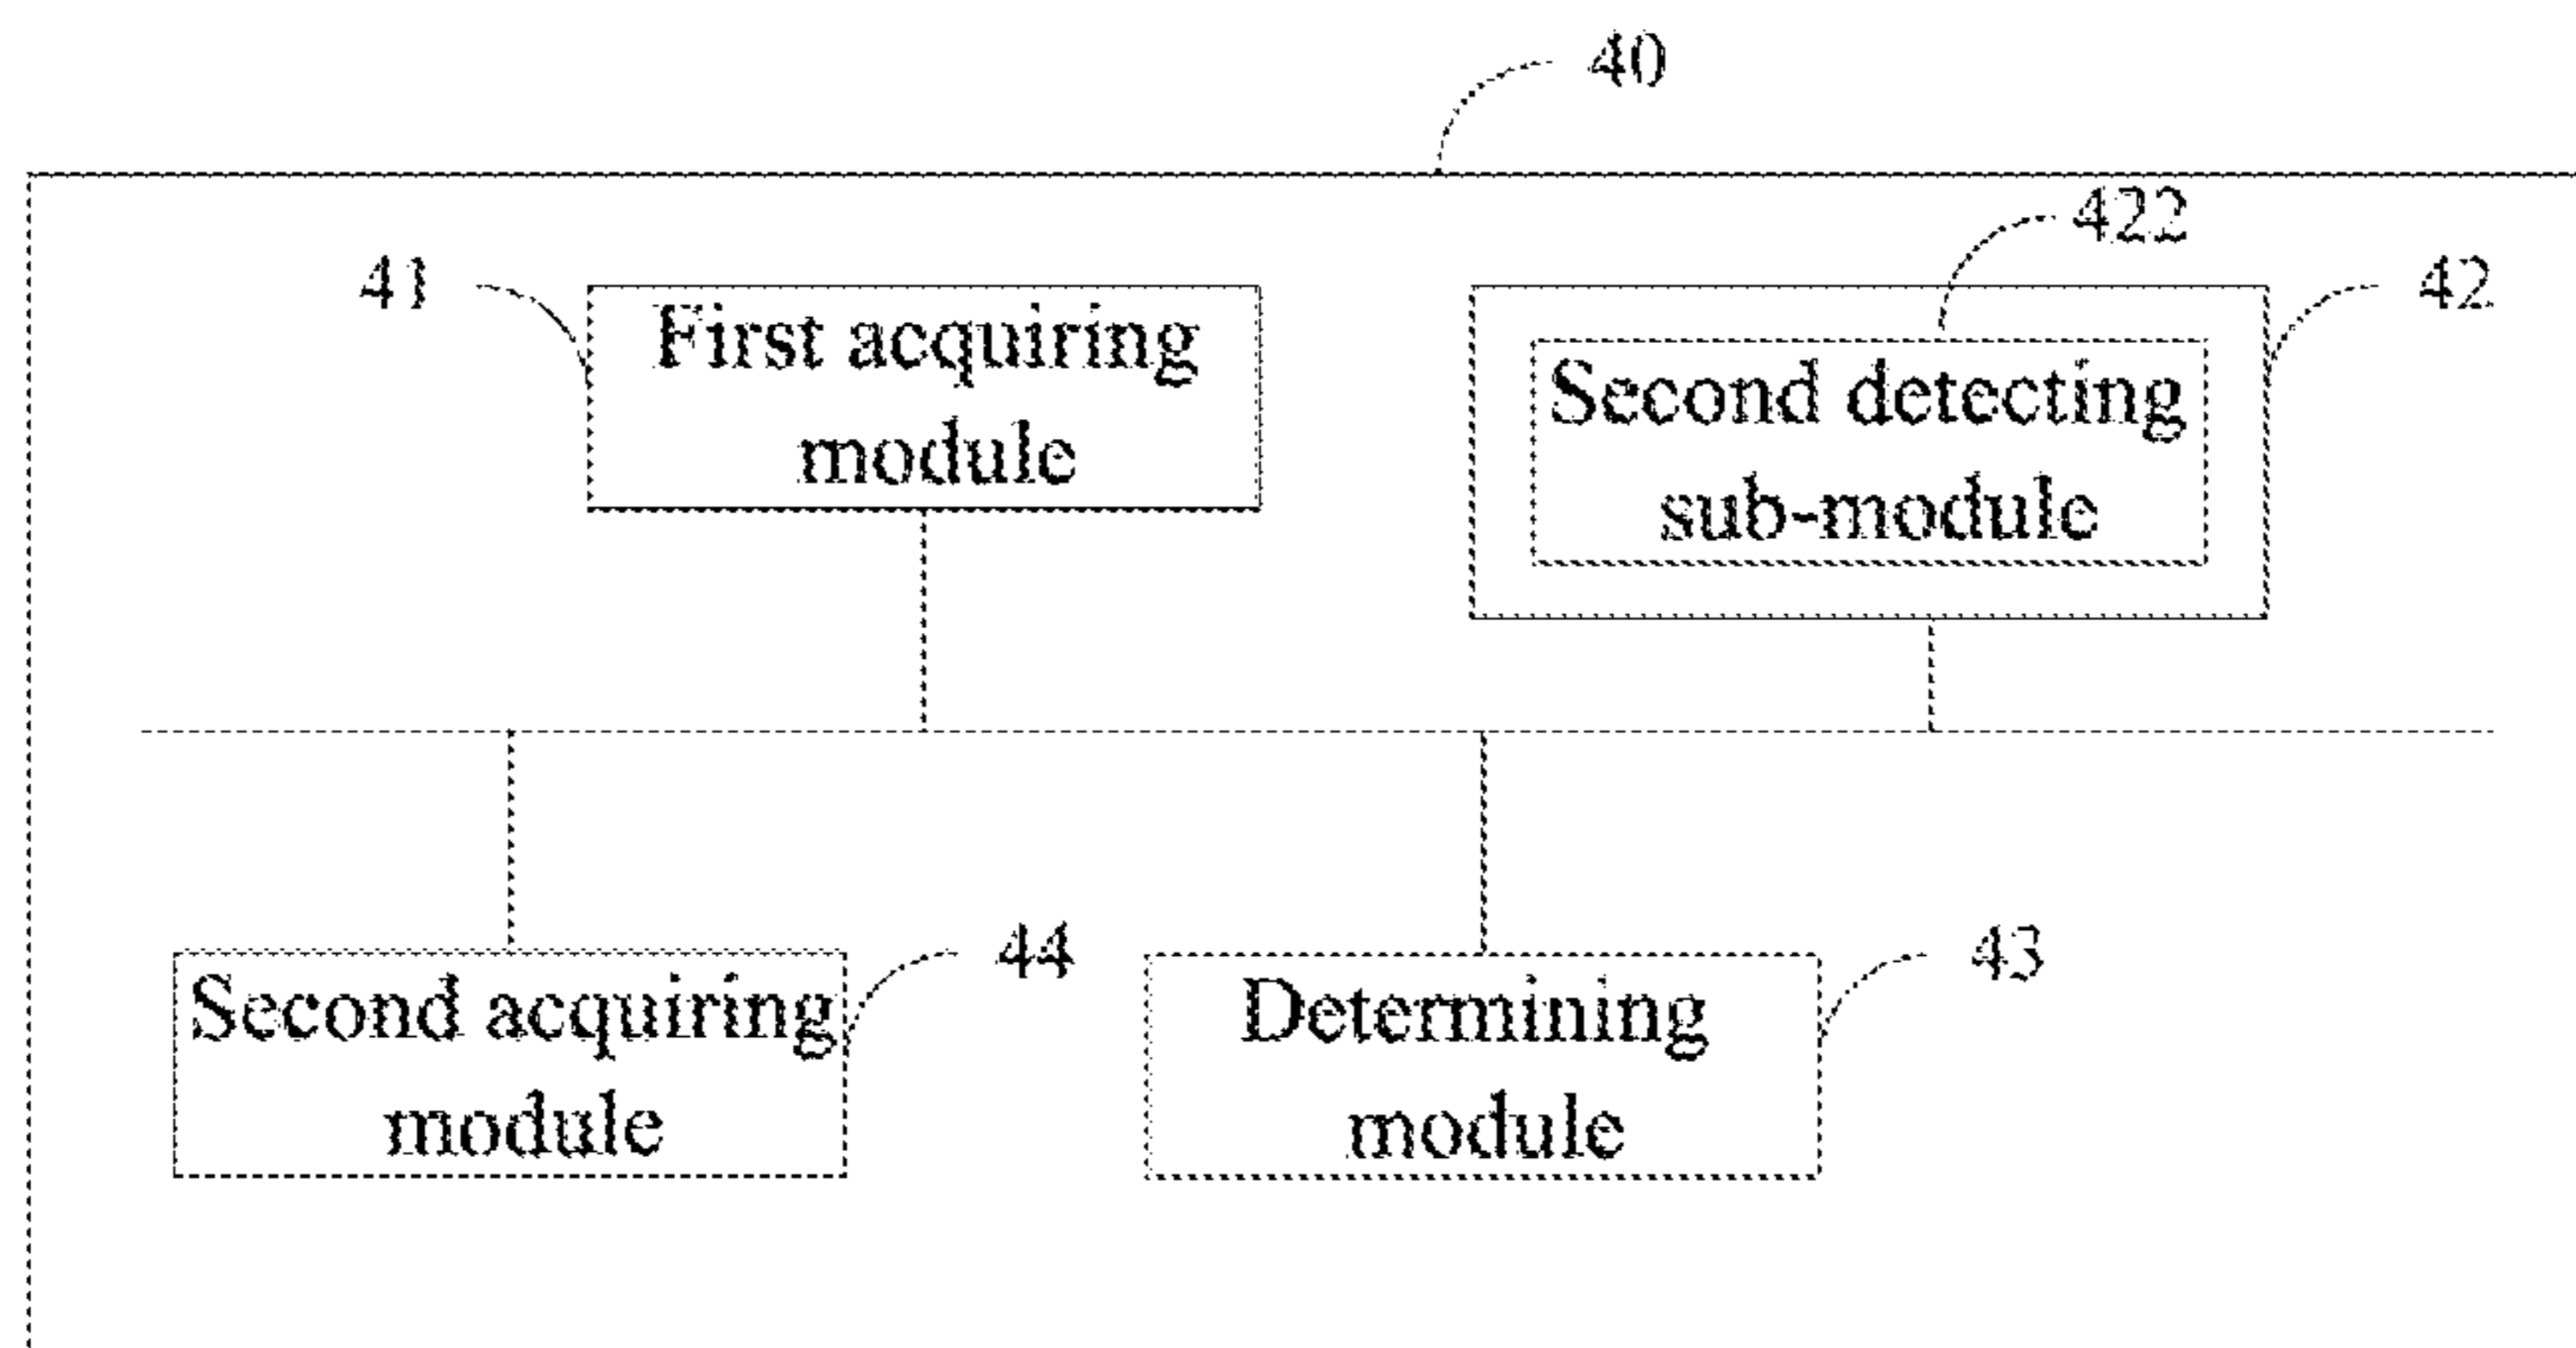 40
422
41
42
First acquiring
module
Second detecting
sub-module
44
43
Second acquiring
module
Determining
module